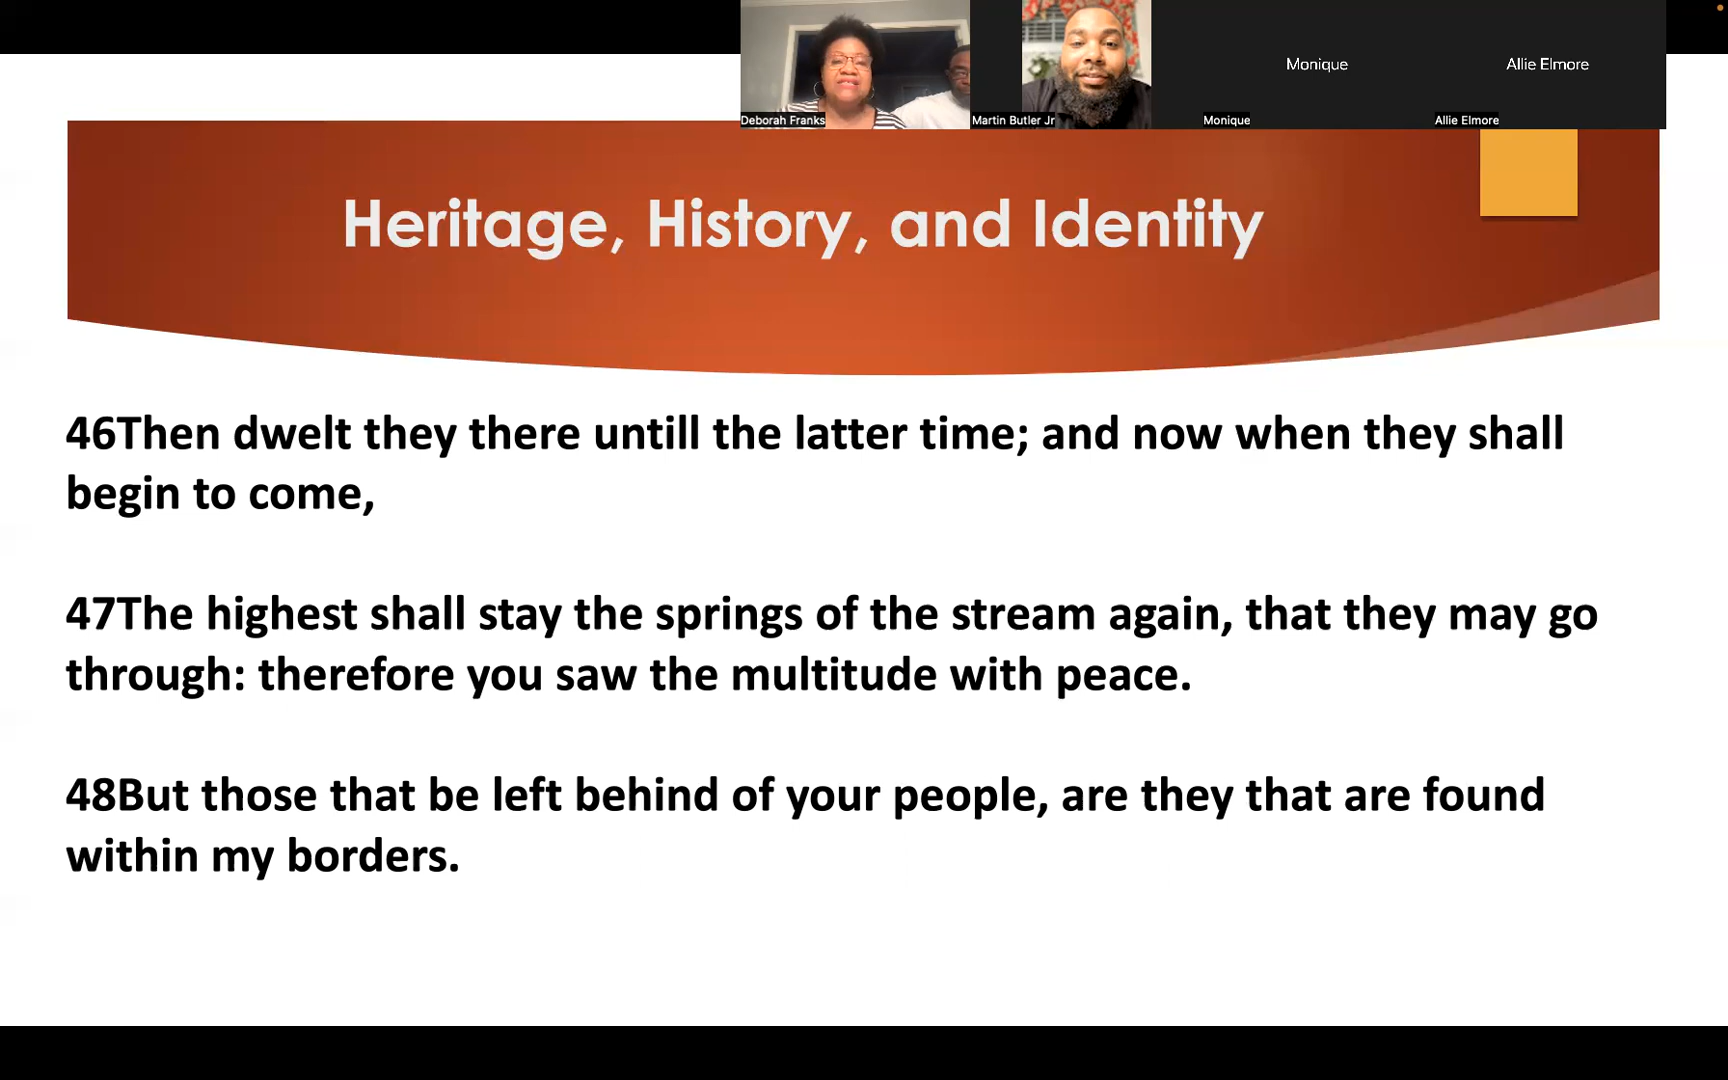 Monique
Allie Elmore
Deborah Franks
Martin Butler Jr
Monique
Allie Elmore
Heritage, History, and Identity
46Then dwelt they there untill the latter time; and now when they shall
begin to come,
47The highest shall stay the springs of the stream again, that they may go
through: therefore you saw the multitude with peace.
48But those that be left behind of your people, are they that are found
within my borders.